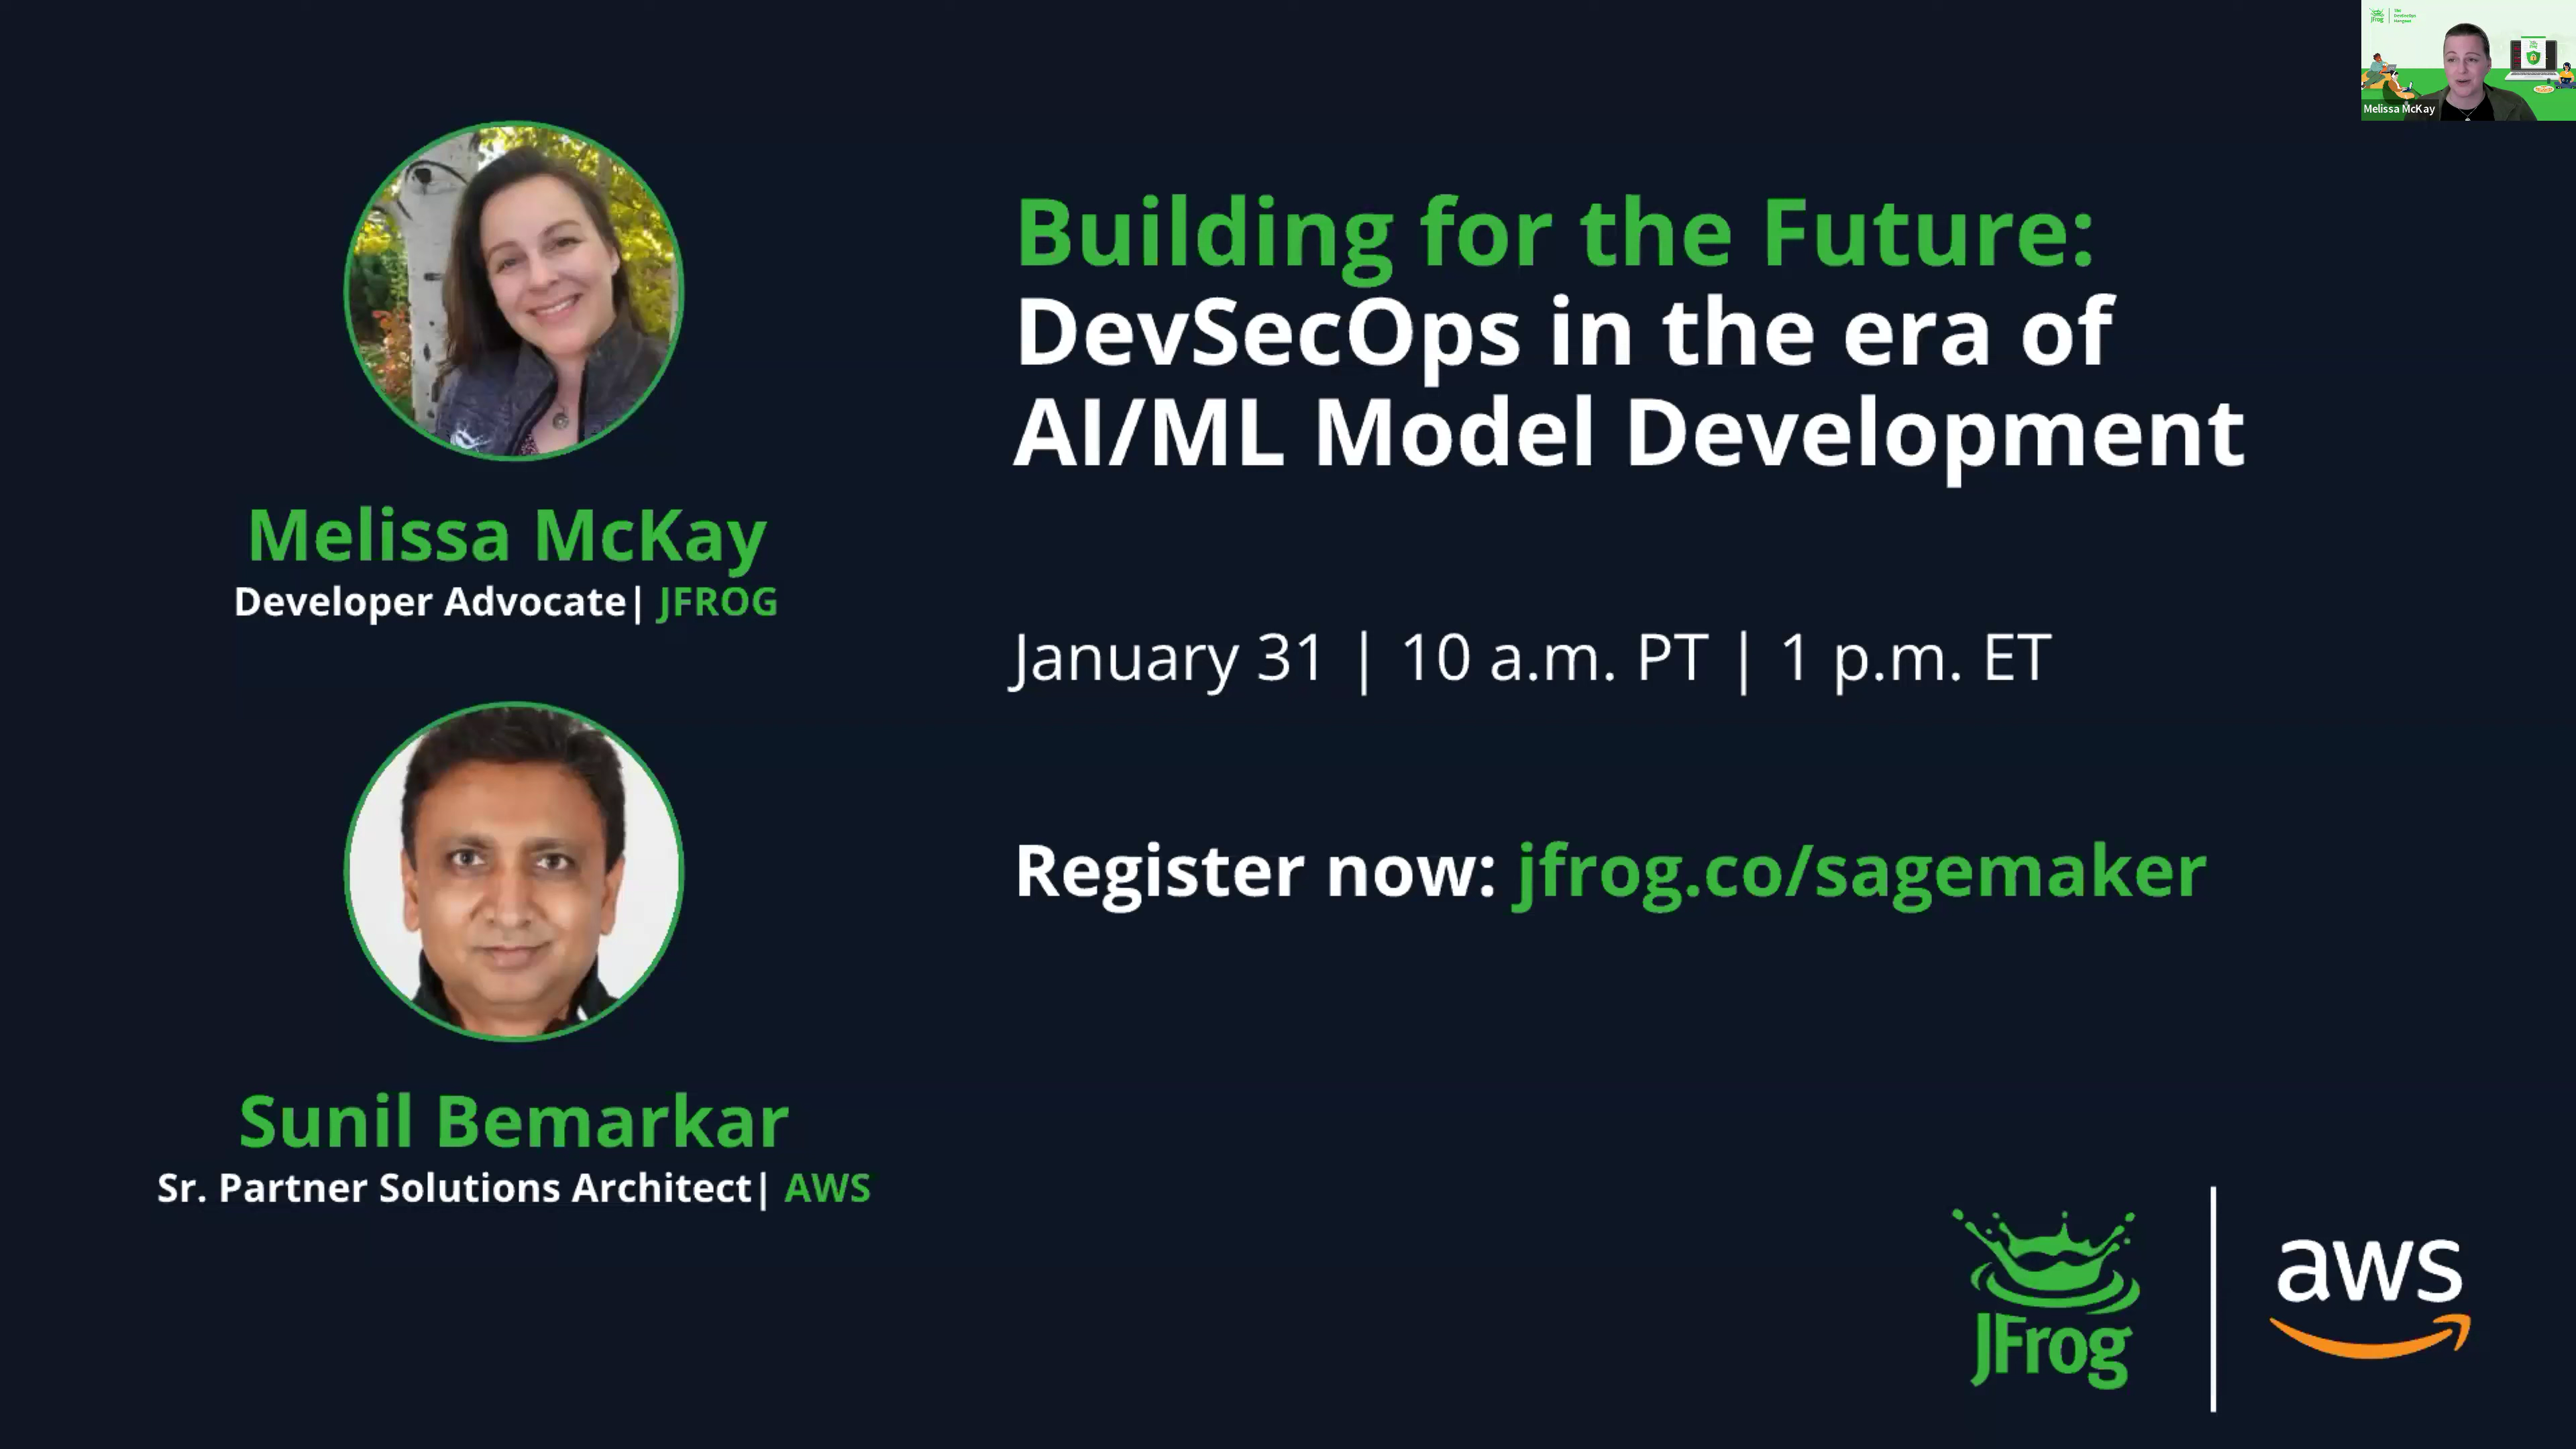 Melissa McKay
Developer Advocate| JFROG
Sunil Bemarkar
Sr. Partner Solutions Architect| AWS
Building for the Future:
DevSecOps in the era of
AI/ML Model Development
January 31 | 10 a.m. PT | 1 p.m. ET
Register now: jfrog.co/sagemaker
JFrog
aws
JFrog
Melissa McKay